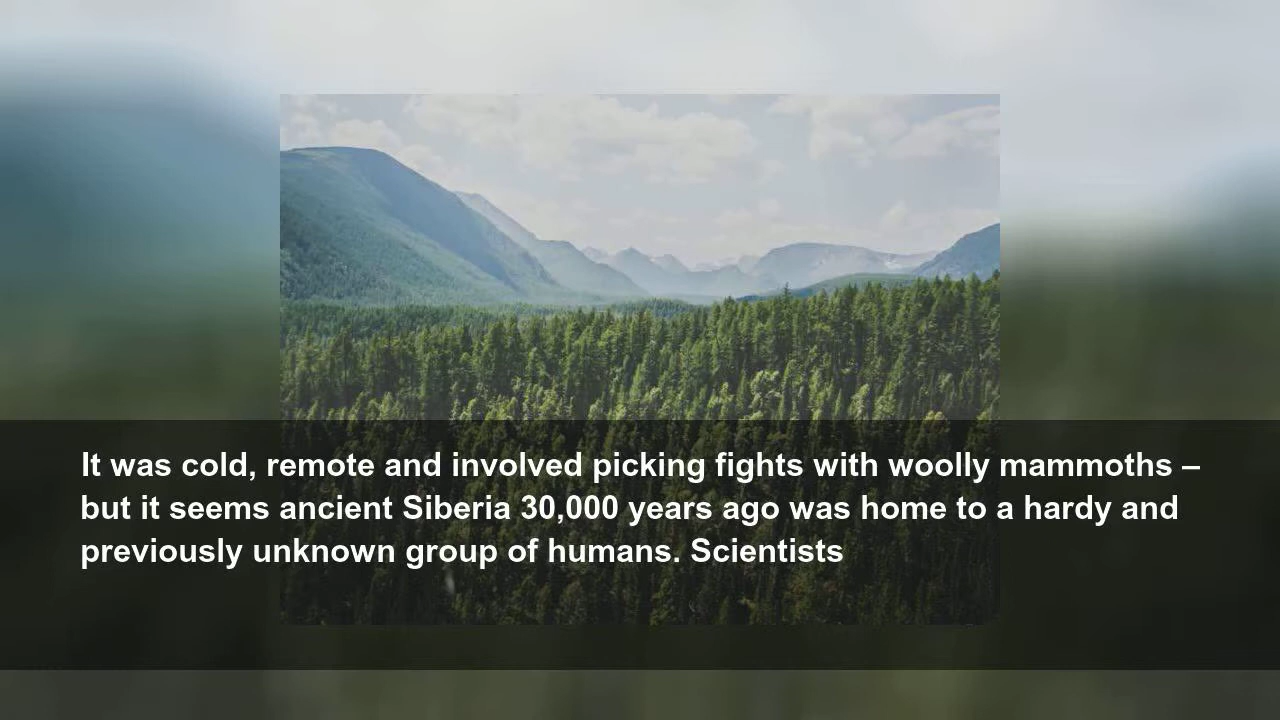 It was cold, remote and involved picking fights with woolly mammoths –
but it seems ancient Siberia 30,000 years ago was home to a hardy and
previously unknown group of humans. Scientists